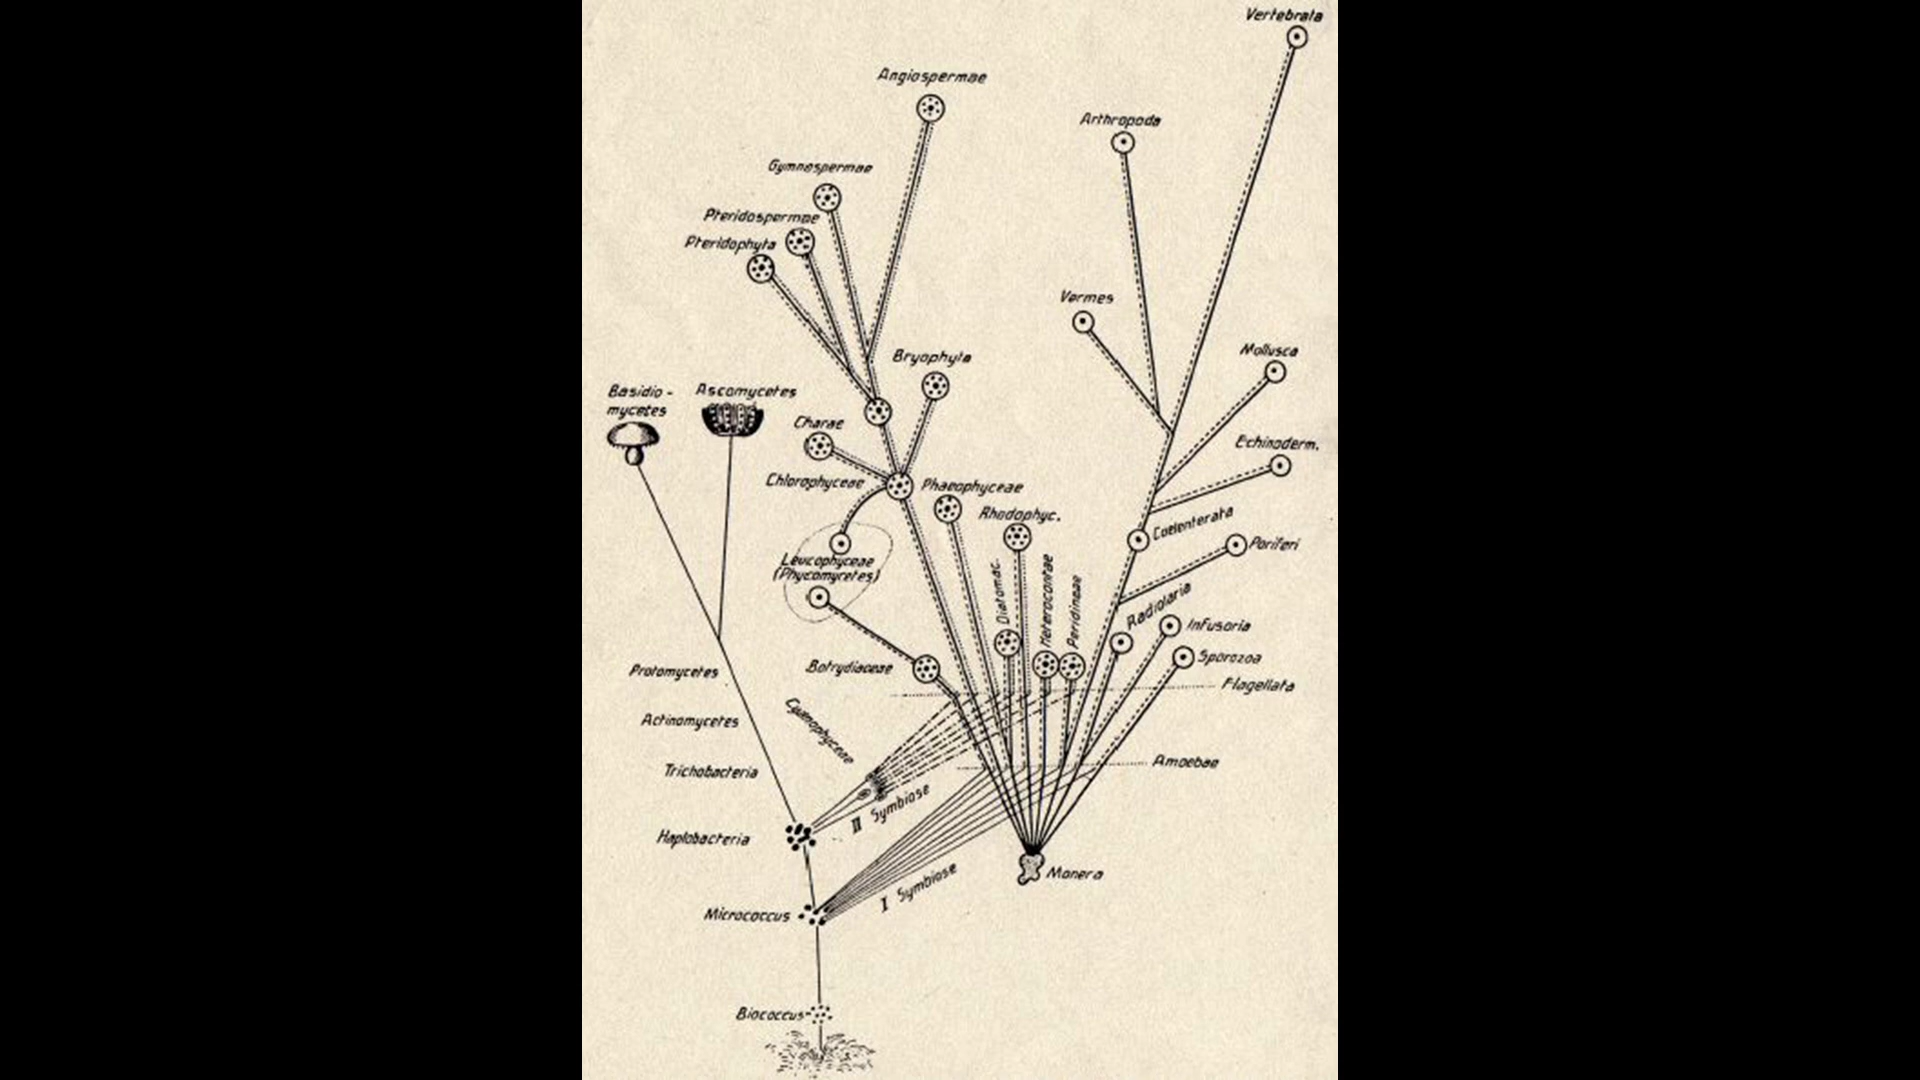 Vertebrata
Angiospermae
Arthropoda
Gymnospermae
Pteridospermae
Pteridophyta
Vermes
Mollusca
Bryophyta
Basidio-
mycetes
Ascomycetes
Charae
Echinoderm.
Chlorophyceae
Phaeophyceae
Rhodophyc.
Coelenterata
Poriferi
Leucophyceae
(Phycomycetes)
Diatomac.
Heterocontae
Peridineae
Radiolaria
Infusoria
Sporozoa
Botrydiaceae
Protomycetes
Flagellata
Actinomycetes
Cyanophyceae
Amoebae
Trichobacteria
II Symbiose
Haplobacteria
Monera
I Symbiose
Micrococcus
Biococcus